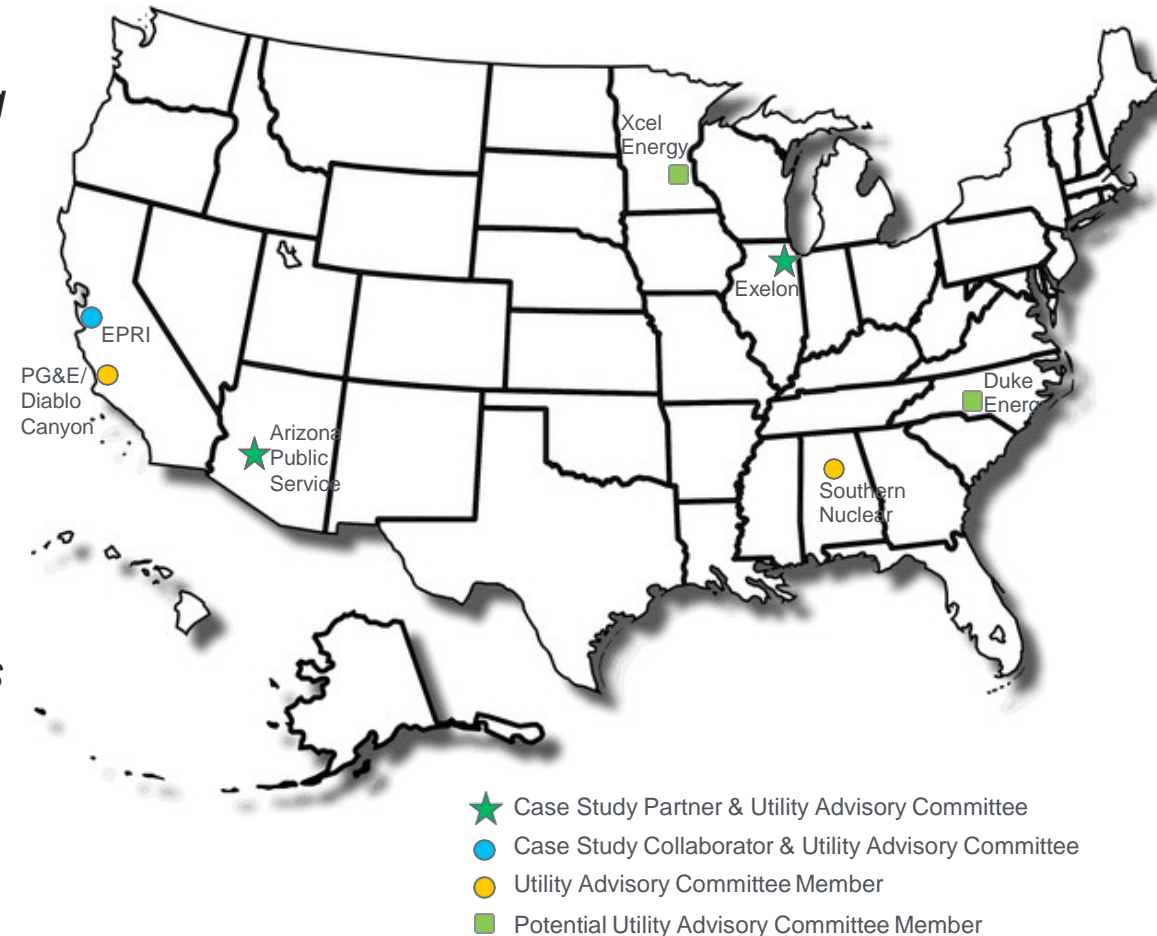 Xcel
Energy
Exelon
EPRI
PG&E/
Diablo
Canyon
Arizona
Public
Service
Duke
Energ
Southern
Nuclear
s
Case Study Partner & Utility Advisory Committee
Case Study Collaborator & Utility Advisory Committee
Utility Advisory Committee Member
Potential Utility Advisory Committee Member